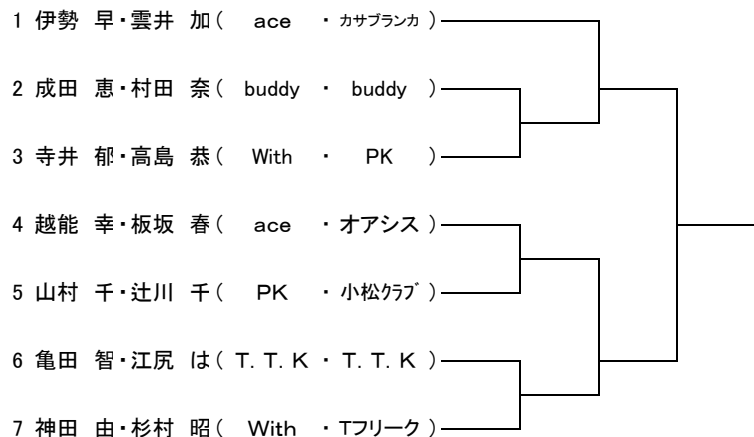 1 伊勢 早・雲井 加( ace ・ カサブランカ )
2 成田 恵・村田 奈( buddy ・ buddy )
3 寺井 郁・高島 恭( With ・ PK )
4 越能 幸・板坂 春( ace ・ オアシス )
5 山村 千・辻川 千( PK ・ 小松クラブ )
6 亀田 智・江尻 は( T.T.K ・ T.T.K )
7 神田 由・杉村 昭( With ・ Tフリーク )